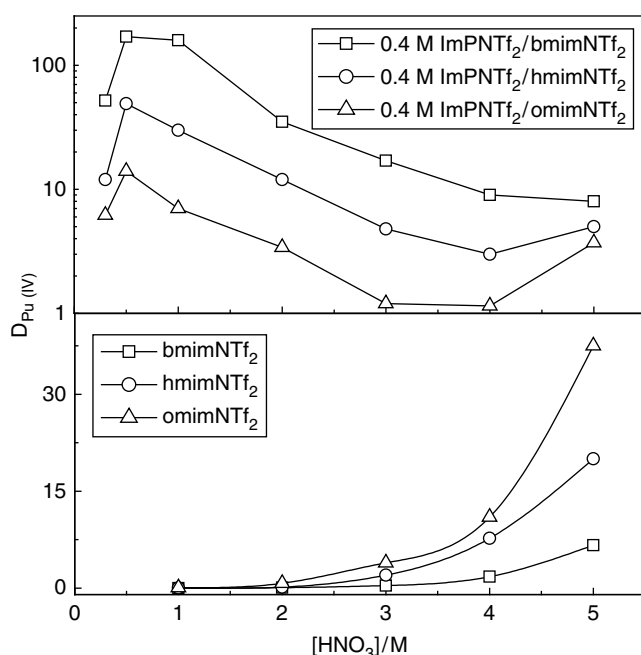 0.4 M ImPNTf₂/bmimNTf₂
0.4 M ImPNTf₂/hmimNTf₂
0.4 M ImPNTf₂/omimNTf₂
100
10
1
D Pu (IV)
bmimNTf₂
hmimNTf₂
omimNTf₂
30
15
0
0 1 2 3 4 5
[HNO₃]/M